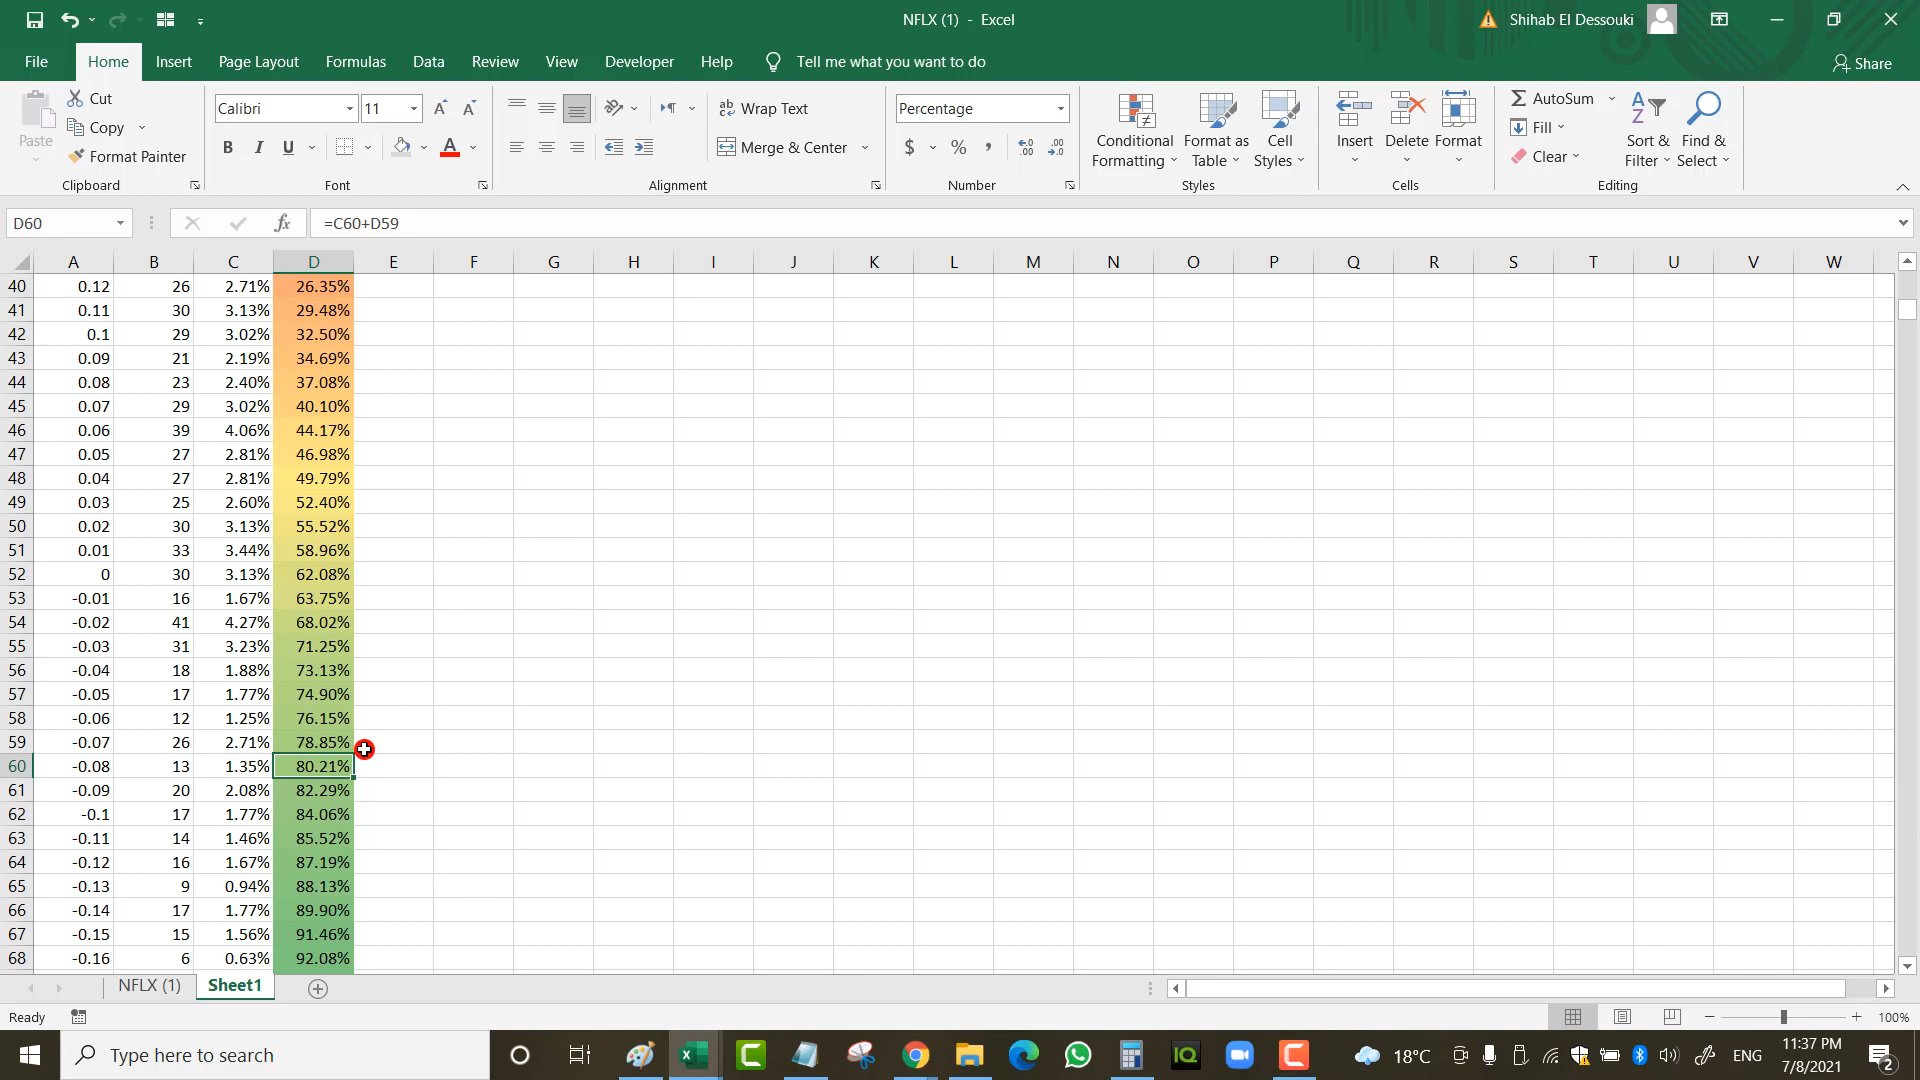 NFLX (1) - Excel
Shihab El Dessouki
File Home Insert Page Layout Formulas Data Review View Developer Help Tell me what you want to do Share
Paste
Cut
Copy
Format Painter
Clipboard
Calibri 11
B I U A
Font
Wrap Text
Merge & Center
Alignment
Percentage
$ % ,
Number
Conditional Formatting
Format as Table
Cell Styles
Styles
Insert Delete Format
Cells
AutoSum
Fill
Clear
Sort & Filter
Find & Select
Editing
D60 fx =C60+D59
A B C D E F G H I J K L M N O P Q R S T U V W
40 0.12 26 2.71% 26.35%
41 0.11 30 3.13% 29.48%
42 0.1 29 3.02% 32.50%
43 0.09 21 2.19% 34.69%
44 0.08 23 2.40% 37.08%
45 0.07 29 3.02% 40.10%
46 0.06 39 4.06% 44.17%
47 0.05 27 2.81% 46.98%
48 0.04 27 2.81% 49.79%
49 0.03 25 2.60% 52.40%
50 0.02 30 3.13% 55.52%
51 0.01 33 3.44% 58.96%
52 0 30 3.13% 62.08%
53 -0.01 16 1.67% 63.75%
54 -0.02 41 4.27% 68.02%
55 -0.03 31 3.23% 71.25%
56 -0.04 18 1.88% 73.13%
57 -0.05 17 1.77% 74.90%
58 -0.06 12 1.25% 76.15%
59 -0.07 26 2.71% 78.85%
60 -0.08 13 1.35% 80.21%
61 -0.09 20 2.08% 82.29%
62 -0.1 17 1.77% 84.06%
63 -0.11 14 1.46% 85.52%
64 -0.12 16 1.67% 87.19%
65 -0.13 9 0.94% 88.13%
66 -0.14 17 1.77% 89.90%
67 -0.15 15 1.56% 91.46%
68 -0.16 6 0.63% 92.08%
NFLX (1) Sheet1
Ready 100%
Type here to search
IQ
18°C ENG
11:37 PM
7/8/2021
2